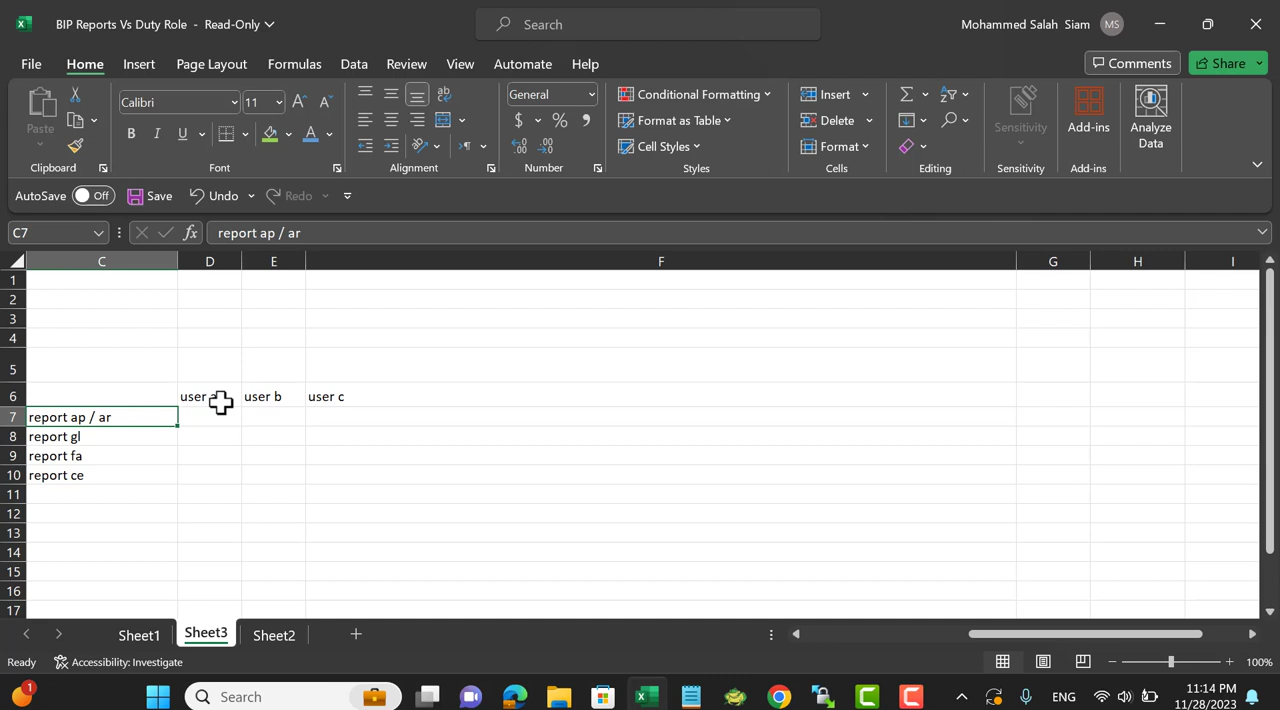 BIP Reports Vs Duty Role - Read-Only
Search
Mohammed Salah Siam MS
File Home Insert Page Layout Formulas Data Review View Automate Help
Comments Share
Paste
Calibri 11
B I U
General
Conditional Formatting
Format as Table
Cell Styles
Insert
Delete
Format
Sensitivity
Add-ins
Analyze
Data
Clipboard Font Alignment Number Styles Cells Editing Sensitivity Add-ins
AutoSave Off Save Undo Redo
C7 fx report ap / ar
C D E F G H I
1
2
3
4
5
6 user user b user c
7 report ap / ar
8 report gl
9 report fa
10 report ce
11
12
13
14
15
16
17
Sheet1 Sheet3 Sheet2
Ready Accessibility: Investigate 100%
1 Search ENG 11:14 PM
11/28/2023